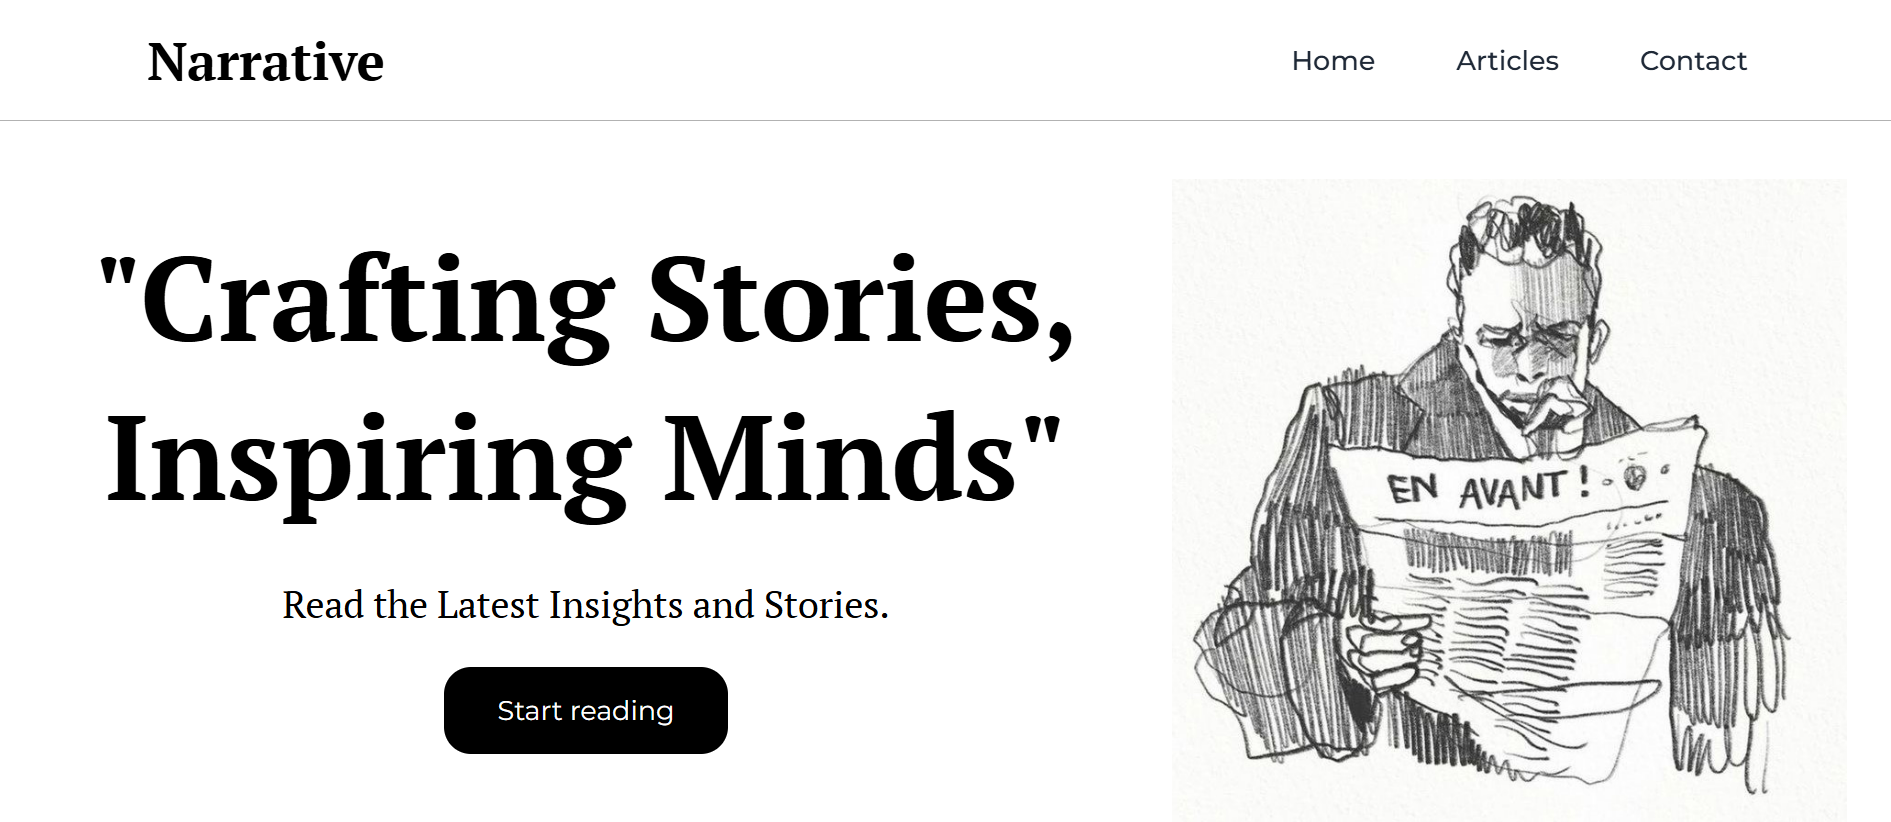 Narrative
Home Articles Contact
"Crafting Stories,
Inspiring Minds"
Read the Latest Insights and Stories.
Start reading
EN AVANT!